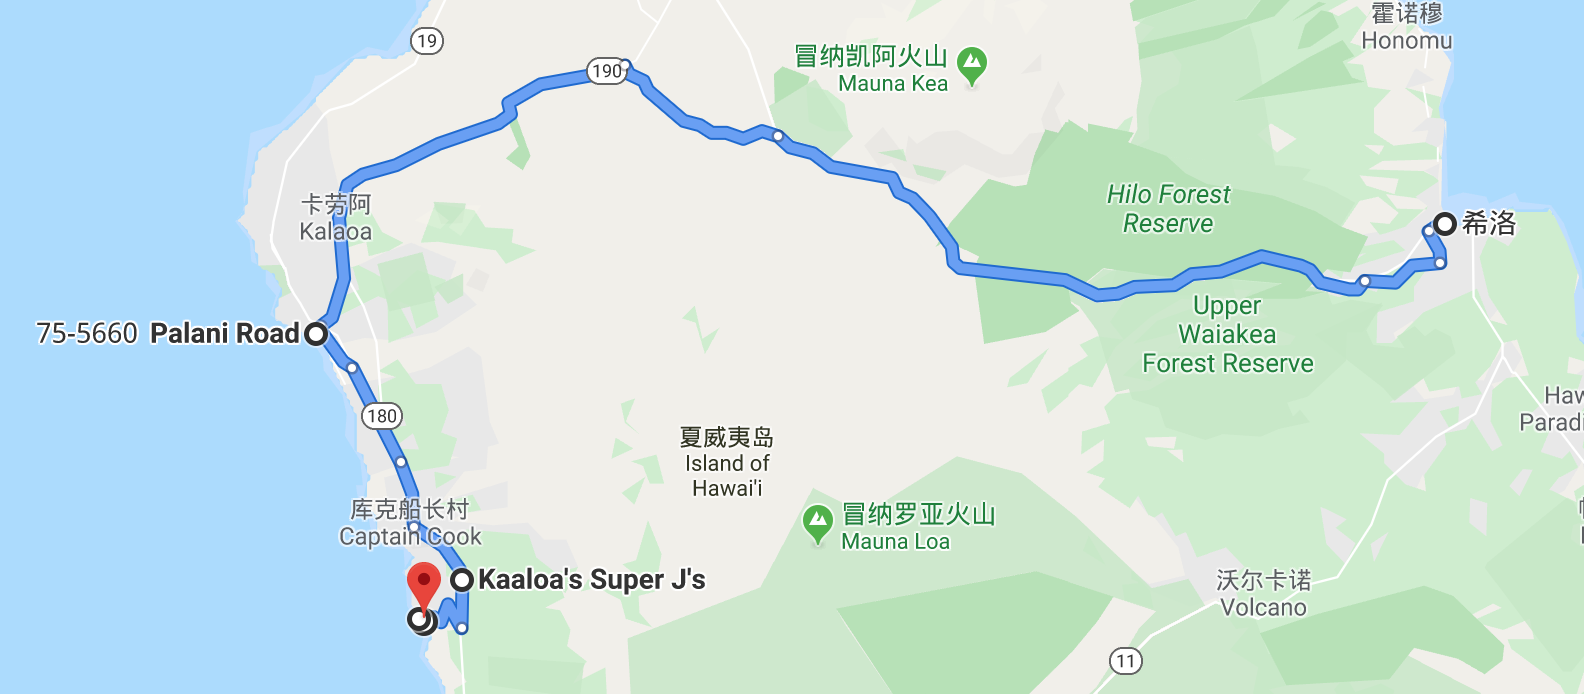 霍诺穆
Honomu
19
190
冒纳凯阿火山
Mauna Kea
卡劳阿
Kalaoa
Hilo Forest
Reserve
希洛
75-5660 Palani Road
Upper
Waiakea
Forest Reserve
180
夏威夷岛
Island of
Hawai'i
库克船长村
Captain Cook
冒纳罗亚火山
Mauna Loa
Kaaloa's Super J's
沃尔卡诺
Volcano
11